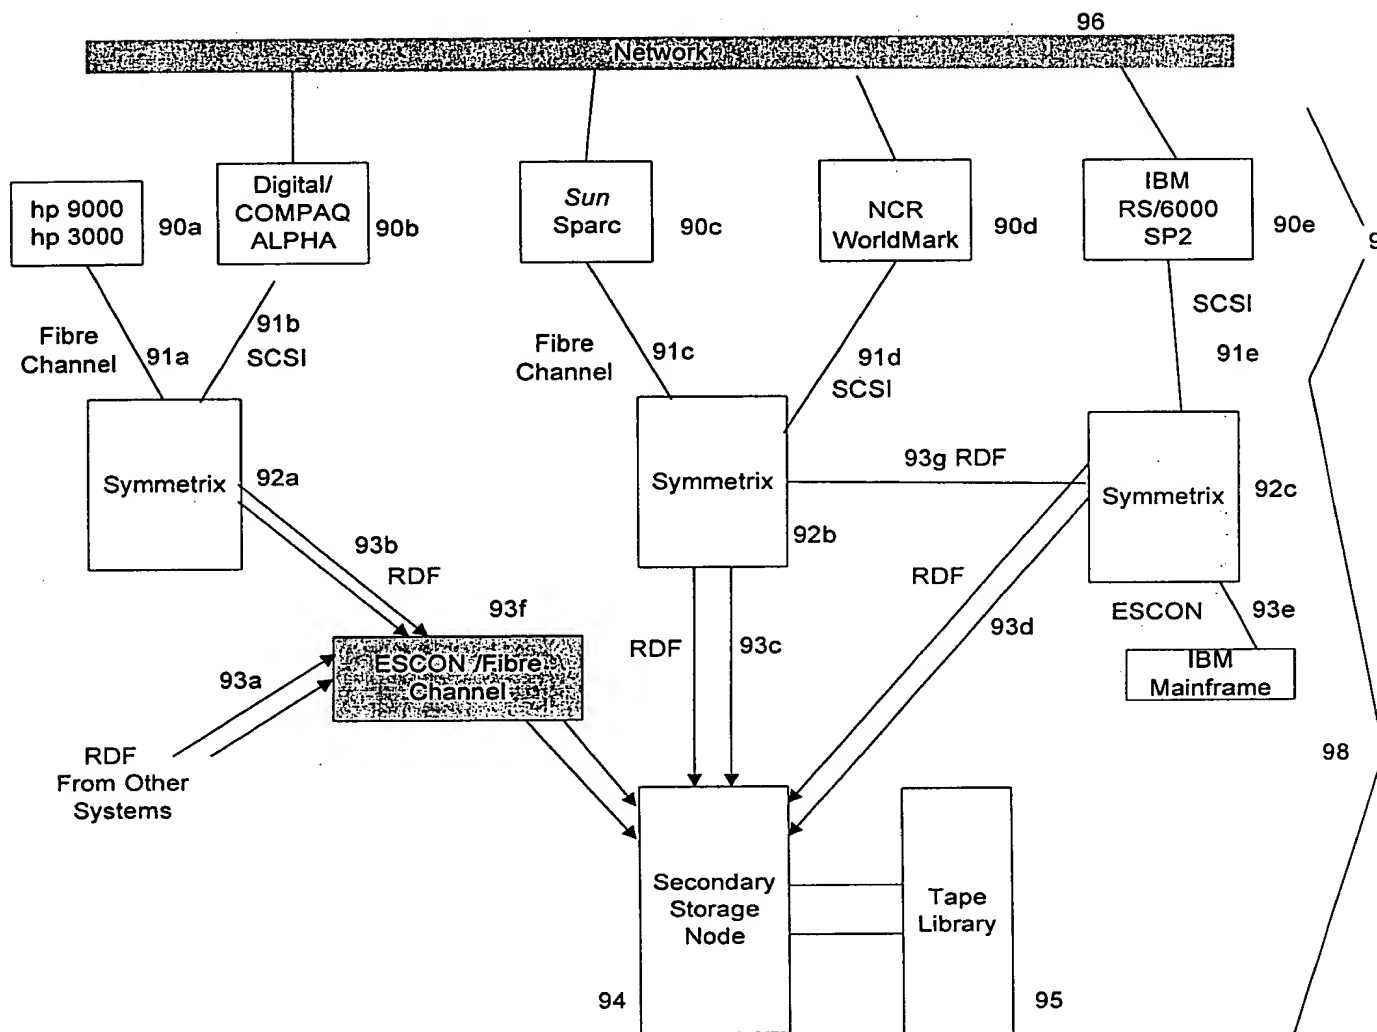 96
Network
hp 9000
hp 3000
90a
Digital/
COMPAQ
ALPHA
90b
Sun
Sparc
90c
NCR
WorldMark
90d
IBM
RS/6000
SP2
90e
9
Fibre
Channel
91a
91b
SCSI
Fibre
Channel
91c
91d
SCSI
SCSI
91e
Symmetrix
92a
Symmetrix
92b
93g RDF
Symmetrix
92c
93b
RDF
93f
ESCON /Fibre
Channel
93a
RDF
From Other
Systems
RDF
93c
RDF
93d
ESCON
93e
IBM
Mainframe
98
Secondary
Storage
Node
94
Tape
Library
95